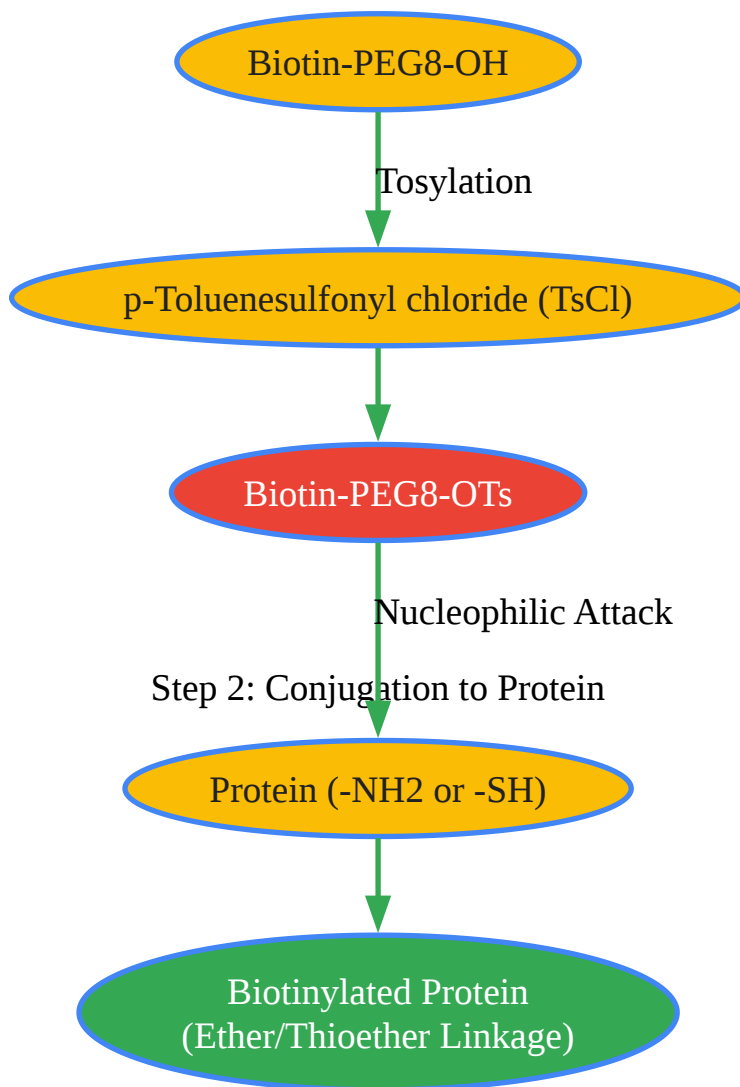 Biotin-PEG8-OH
Tosylation
p-Toluenesulfonyl chloride (TsCl)
Biotin-PEG8-OTs
Nucleophilic Attack
Step 2: Conjugation to Protein
Protein (-NH2 or -SH)
Biotinylated Protein
(Ether/Thioether Linkage)